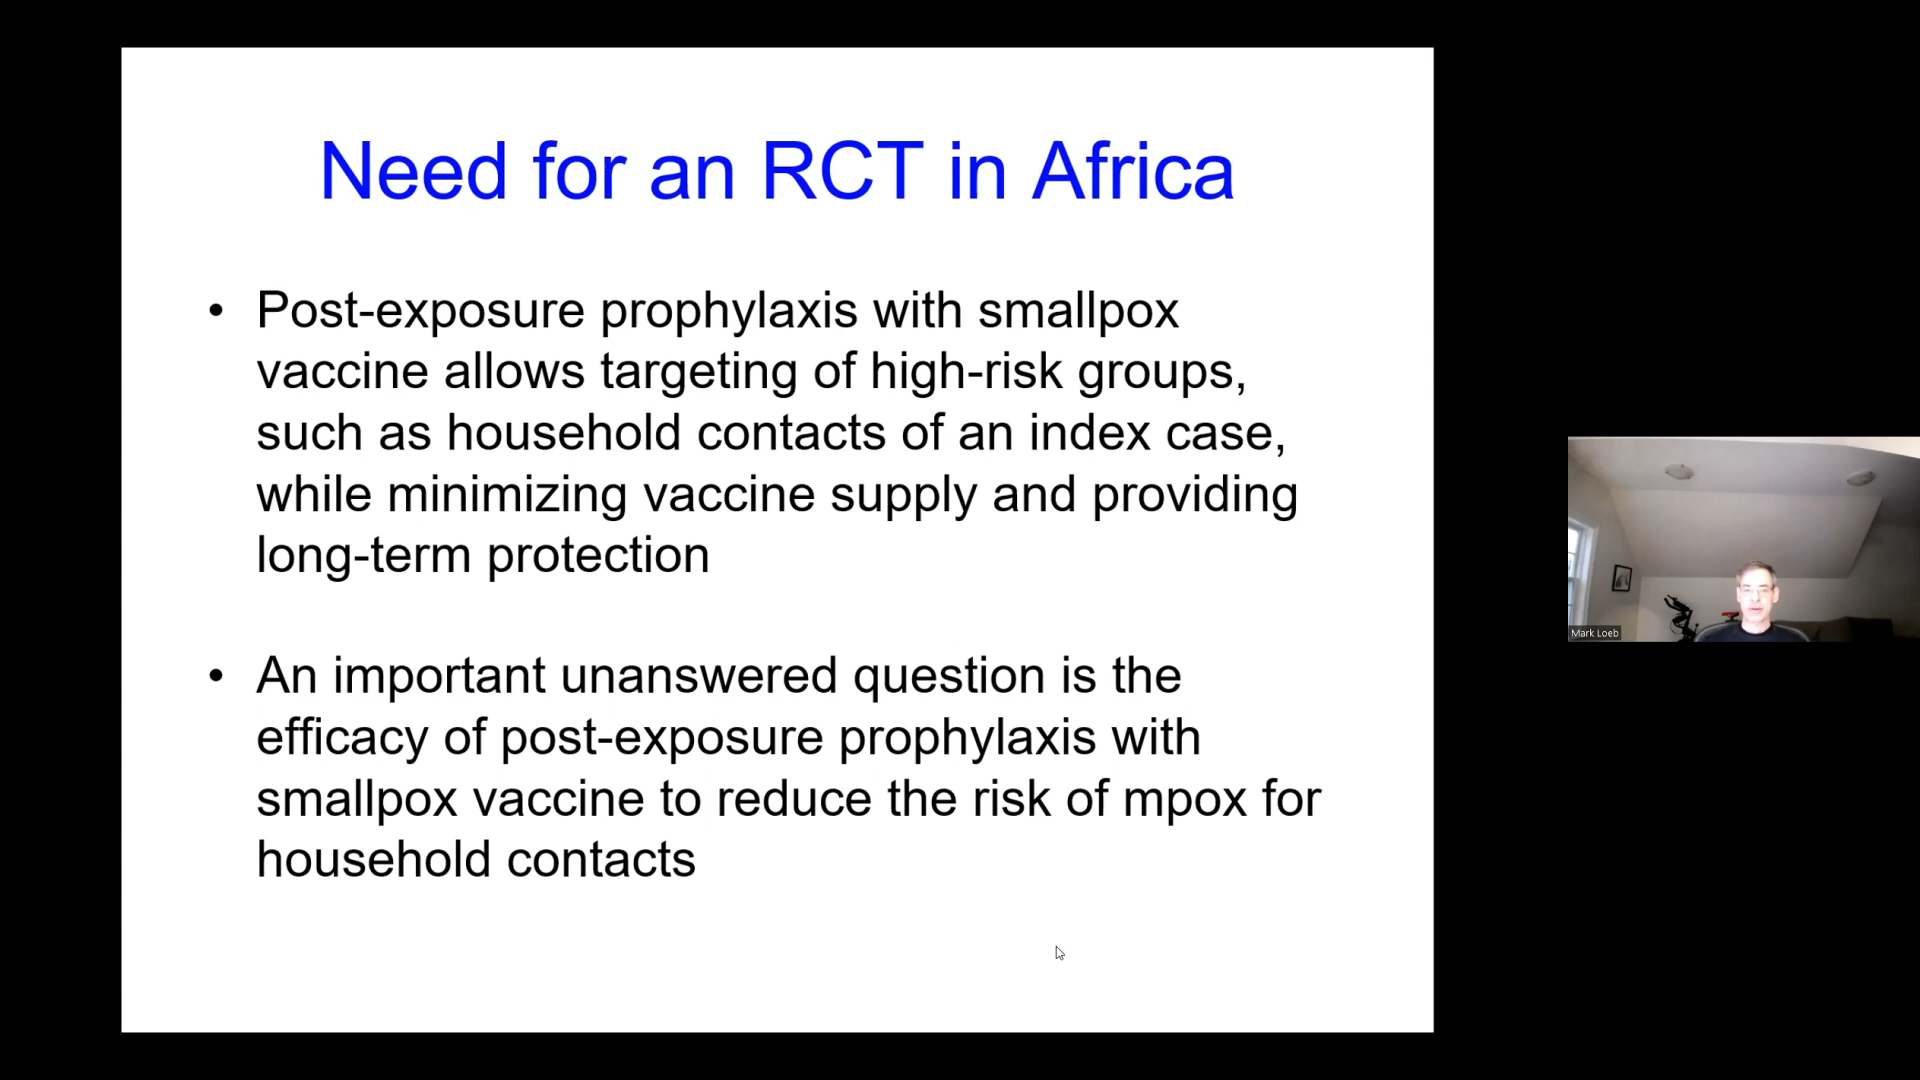 Need for an RCT in Africa
• Post-exposure prophylaxis with smallpox
vaccine allows targeting of high-risk groups,
such as household contacts of an index case,
while minimizing vaccine supply and providing
long-term protection
• An important unanswered question is the
efficacy of post-exposure prophylaxis with
smallpox vaccine to reduce the risk of mpox for
household contacts
Mark Loeb